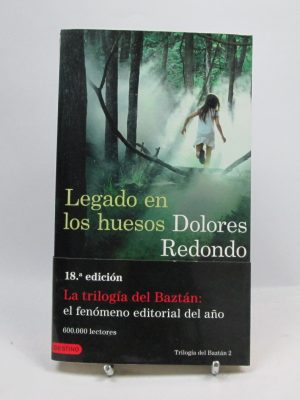 Legado en
los huesos Dolores
Redondo
18.ª edición
La trilogía del Baztán:
el fenómeno editorial del año
600.000 lectores
DESTINO
Trilogía del Baztán 2